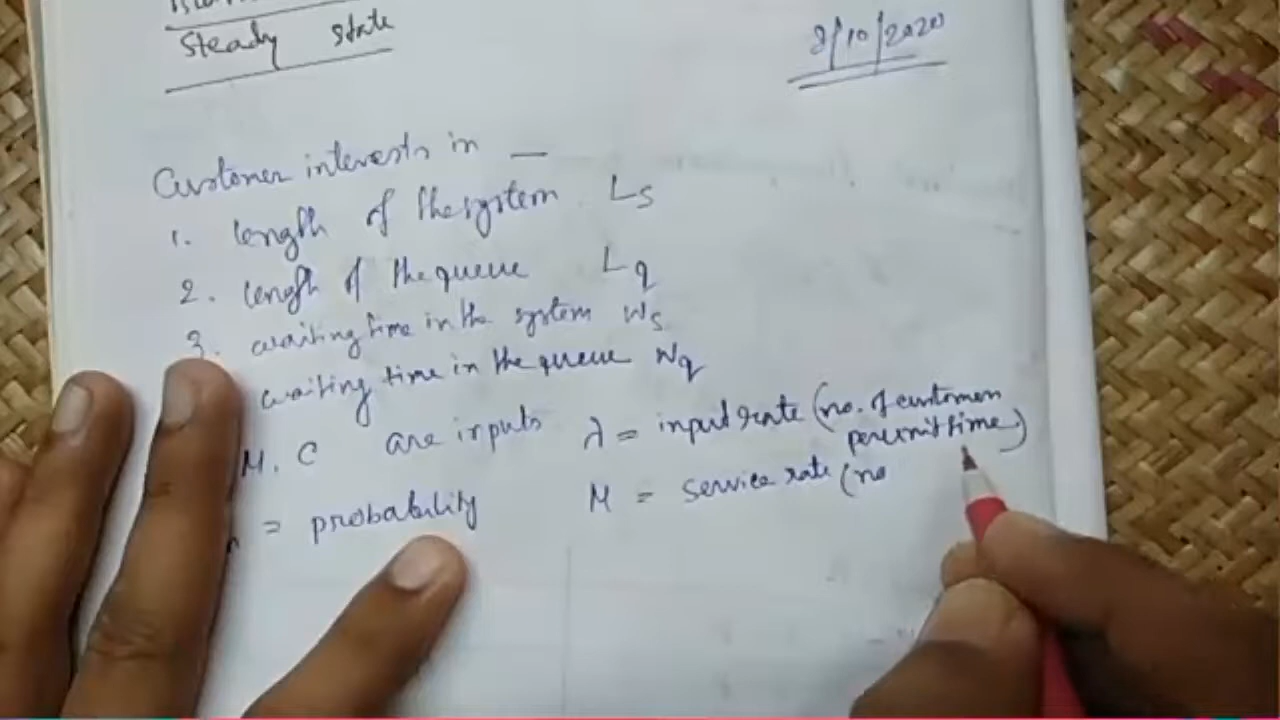 Steady state
8/10/2020
Customer interests in —
1. length of the system Ls
2. length of the queue Lq
3. waiting time in the system Ws
waiting time in the queue Wq
M, C are inputs λ = input rate (no. of customers
per unit time)
n = probability M = service rate (no